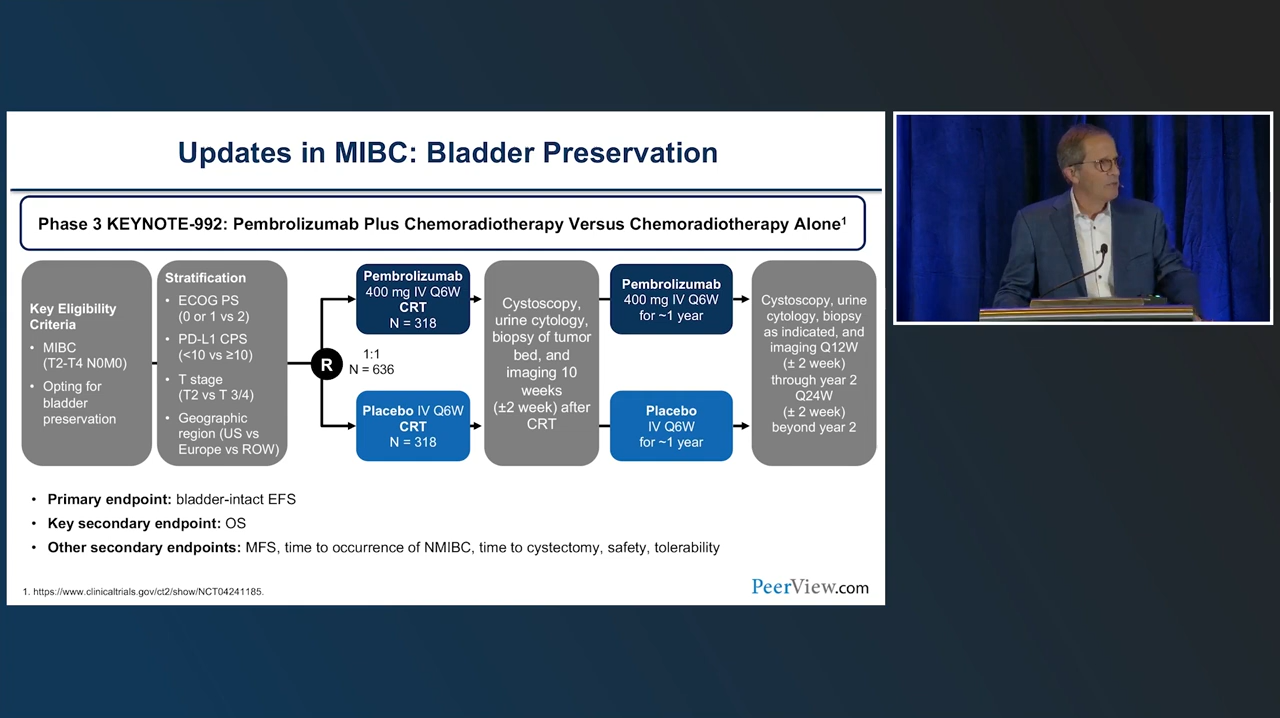 Updates in MIBC: Bladder Preservation
Phase 3 KEYNOTE-992: Pembrolizumab Plus Chemoradiotherapy Versus Chemoradiotherapy Alone¹
Key Eligibility
Criteria
• MIBC
(T2-T4 N0M0)
• Opting for
bladder
preservation
Stratification
• ECOG PS
(0 or 1 vs 2)
• PD-L1 CPS
(<10 vs ≥10)
• T stage
(T2 vs T 3/4)
• Geographic
region (US vs
Europe vs ROW)
R
1:1
N = 636
Pembrolizumab
400 mg IV Q6W
CRT
N = 318
Placebo IV Q6W
CRT
N = 318
Cystoscopy,
urine cytology,
biopsy of tumor
bed, and
imaging 10
weeks
(±2 week) after
CRT
Pembrolizumab
400 mg IV Q6W
for ~1 year
Placebo
IV Q6W
for ~1 year
Cystoscopy, urine
cytology, biopsy
as indicated, and
imaging Q12W
(± 2 week)
through year 2
Q24W
(± 2 week)
beyond year 2
• Primary endpoint: bladder-intact EFS
• Key secondary endpoint: OS
• Other secondary endpoints: MFS, time to occurrence of NMIBC, time to cystectomy, safety, tolerability
1. https://www.clinicaltrials.gov/ct2/show/NCT04241185.
PeerView.com